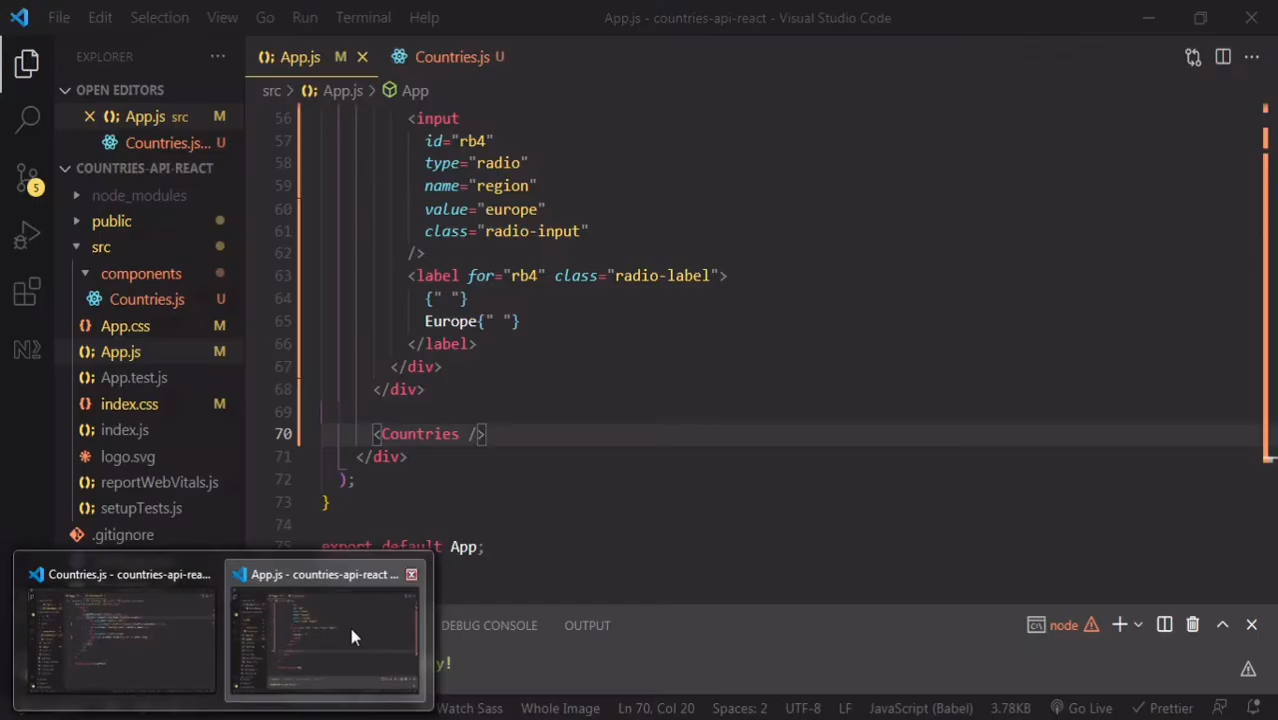 File Edit Selection View Go Run Terminal Help
App.js - countries-api-react - Visual Studio Code
EXPLORER
App.js M
Countries.js U
OPEN EDITORS
src > App.js > App
App.js src M
Countries.js... U
COUNTRIES-API-REACT
node_modules
public
src
components
Countries.js U
App.css M
App.js M
App.test.js
index.css M
index.js
logo.svg
reportWebVitals.js
setupTests.js
.gitignore
5
56 <input
57 id="rb4"
58 type="radio"
59 name="region"
60 value="europe"
61 class="radio-input"
62 />
63 <label for="rb4" class="radio-label">
64 {" "}
65 Europe{" "}
66 </label>
67 </div>
68 </div>
69
70 <Countries />
71 </div>
72 );
73 }
74
75 export default App;
Countries.js - countries-api-rea...
App.js - countries-api-react ...
DEBUG CONSOLE OUTPUT
node
y!
Watch Sass Whole Image Ln 70, Col 20 Spaces: 2 UTF-8 LF JavaScript (Babel) 3.78KB Go Live Prettier